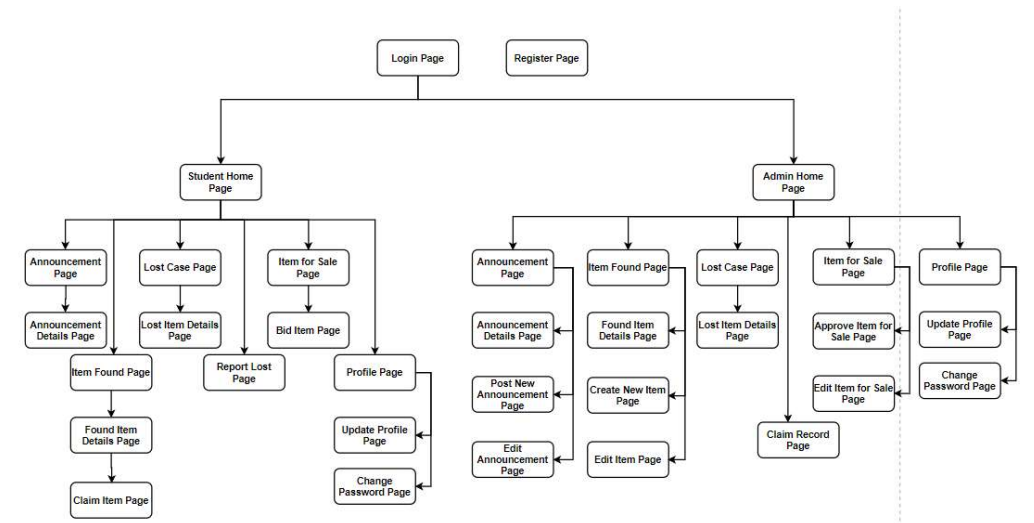 Login Page
Register Page
Student Home
Page
Admin Home
Page
Announcement
Page
Lost Case Page
Item for Sale
Page
Announcement
Page
Item Found Page
Lost Case Page
Item for Sale
Page
Profile Page
Announcement
Details Page
Lost Item Details
Page
Bid Item Page
Announcement
Details Page
Found Item
Details Page
Lost Item Details
Page
Approve Item for
Sale Page
Update Profile
Page
Item Found Page
Report Lost
Page
Profile Page
Post New
Announcement
Page
Create New Item
Page
Edit Item for Sale
Page
Change
Password Page
Found Item
Details Page
Update Profile
Page
Edit
Announcement
Page
Edit Item Page
Claim Record
Page
Claim Item Page
Change
Password Page